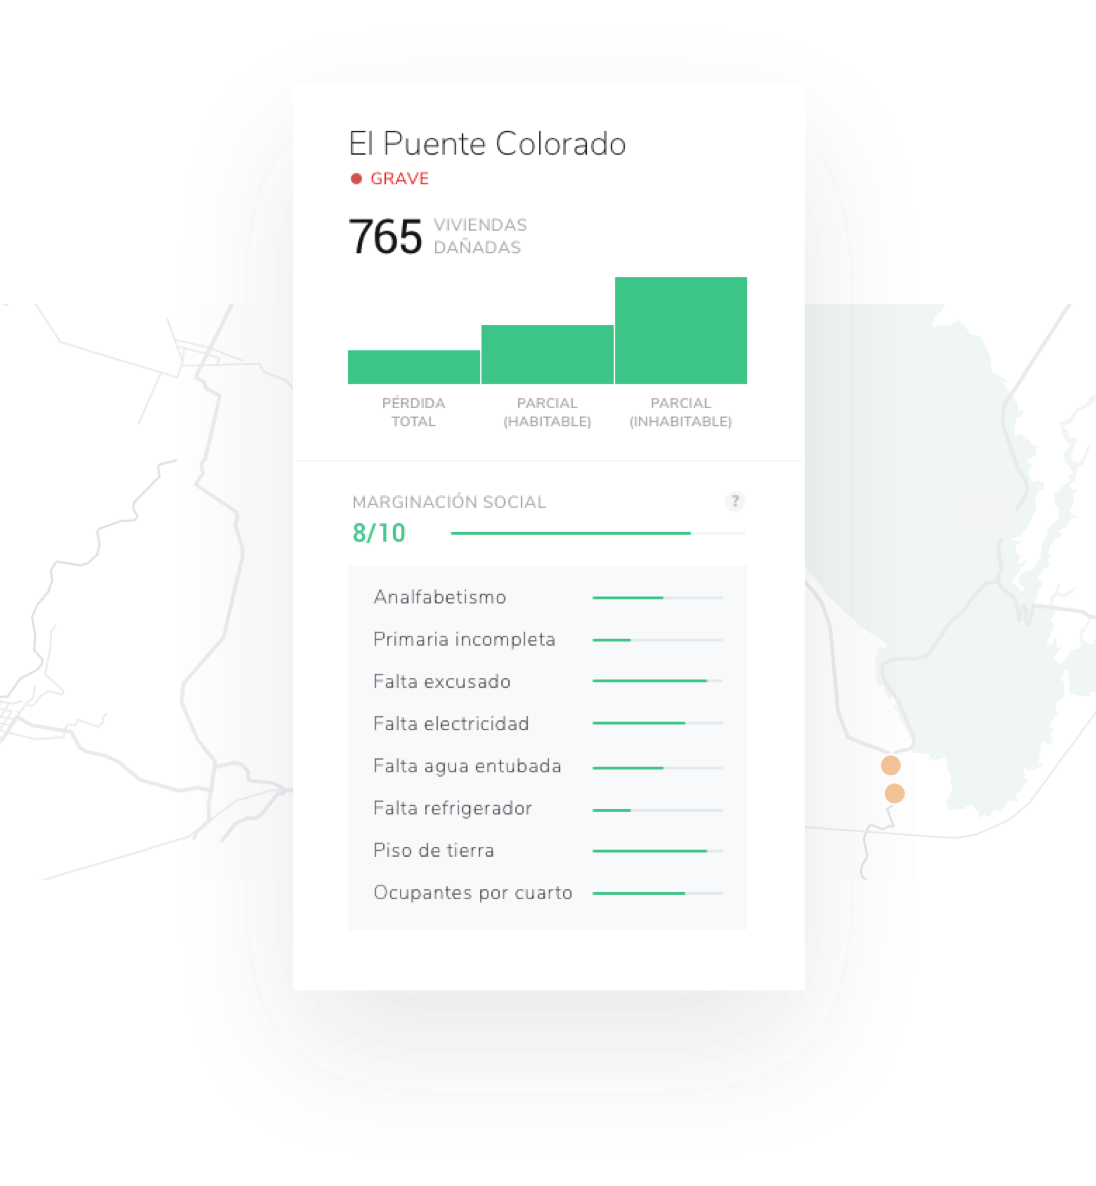 El Puente Colorado
GRAVE
765
VIVIENDAS
DAÑADAS
PÉRDIDA
TOTAL
PARCIAL
(HABITABLE)
PARCIAL
(INHABITABLE)
MARGINACIÓN SOCIAL
?
8/10
Analfabetismo
Primaria incompleta
Falta excusado
Falta electricidad
Falta agua entubada
Falta refrigerador
Piso de tierra
Ocupantes por cuarto